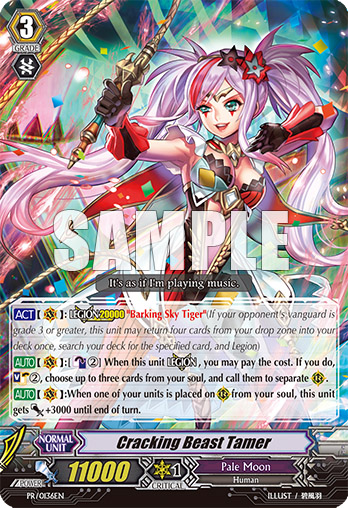 3
GRADE
SAMPLE
It's as if I'm playing music.
ACT [ ]: LEGION 20000 "Barking Sky Tiger"(If your opponent's vanguard is
grade 3 or greater, this unit may return four cards from your drop zone into your
deck once, search your deck for the specified card, and Legion)
AUTO [ ]:[ ②] When this unit LEGION, you may pay the cost. If you do,
②, choose up to three cards from your soul, and call them to separate .
AUTO [ ]:When one of your units is placed on from your soul, this unit
gets +3000 until end of turn.
NORMAL
UNIT
Cracking Beast Tamer
POWER
11000
1
CRITICAL
Pale Moon
Human
PR/0136EN
ILLUST / 碧風羽